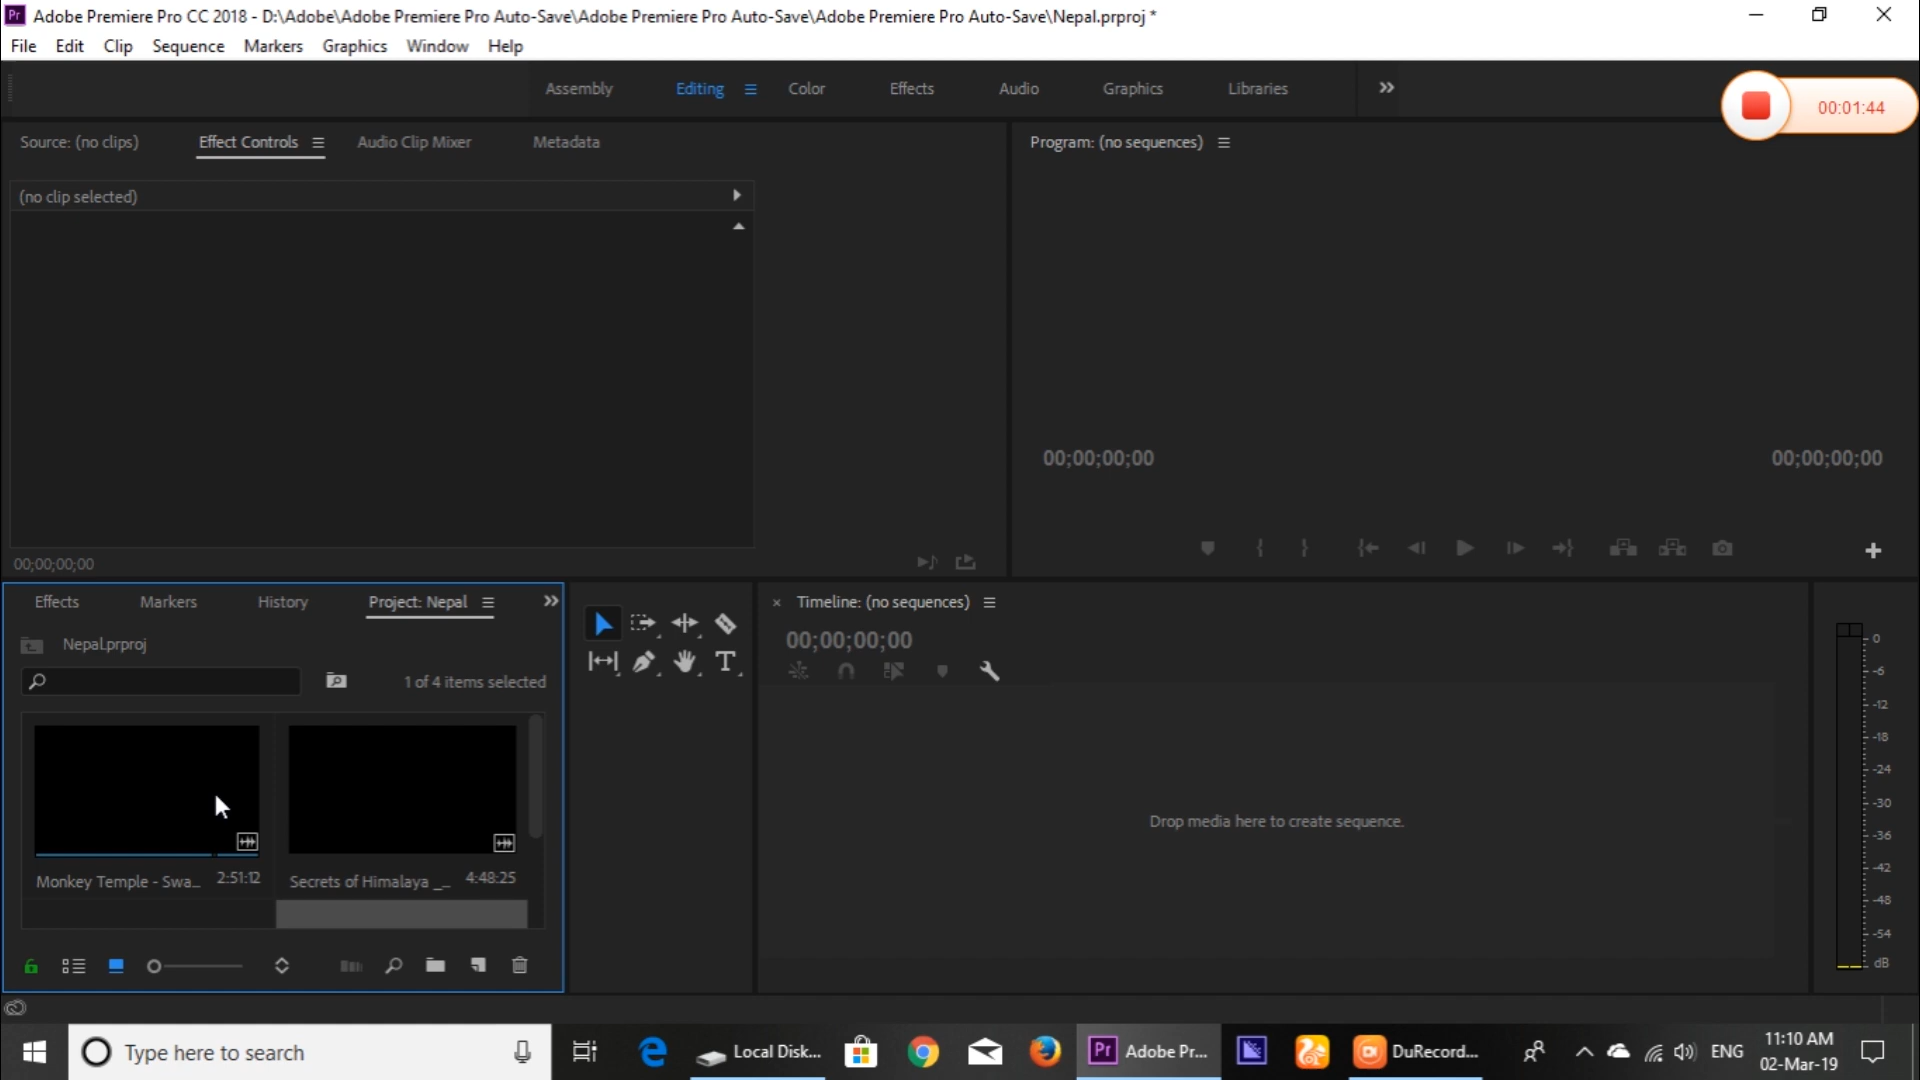 Pr Adobe Premiere Pro CC 2018 - D:\Adobe\Adobe Premiere Pro Auto-Save\Adobe Premiere Pro Auto-Save\Adobe Premiere Pro Auto-Save\Nepal.prproj *
File Edit Clip Sequence Markers Graphics Window Help
Assembly Editing Color Effects Audio Graphics Libraries
00:01:44
Source: (no clips) Effect Controls Audio Clip Mixer Metadata
Program: (no sequences)
(no clip selected)
00;00;00;00 00;00;00;00
00;00;00;00
Effects Markers History Project: Nepal
Timeline: (no sequences)
Nepal.prproj
00;00;00;00
1 of 4 items selected
Drop media here to create sequence.
Monkey Temple - Swa... 2:51:12
Secrets of Himalaya _... 4:48:25
0
-6
-12
-18
-24
-30
-36
-42
-48
-54
dB
Type here to search
Local Disk...
Pr Adobe Pr...
DuRecord...
ENG
11:10 AM
02-Mar-19